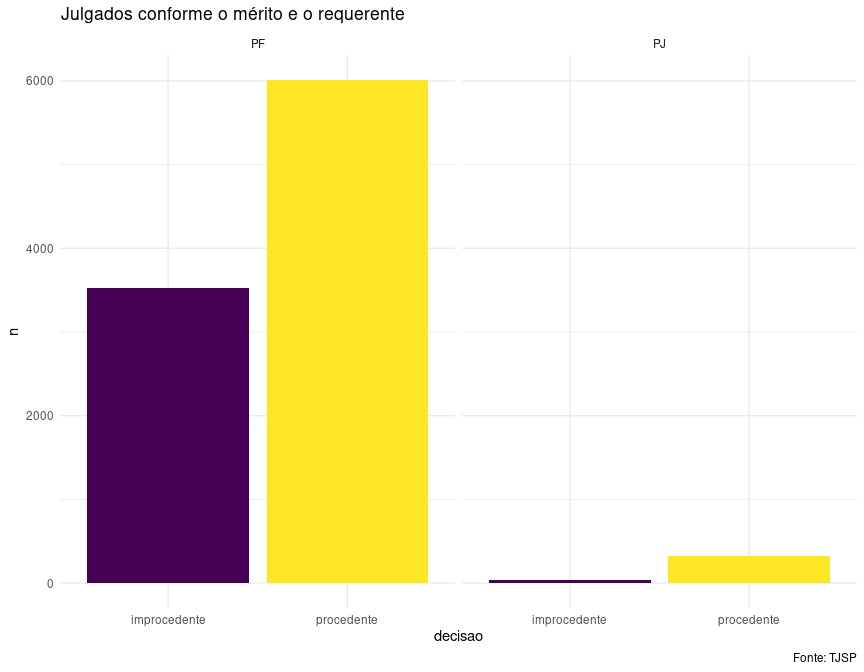 Julgados conforme o mérito e o requerente
PF
PJ
6000
4000
2000
0
n
improcedente
procedente
improcedente
procedente
decisao
Fonte: TJSP